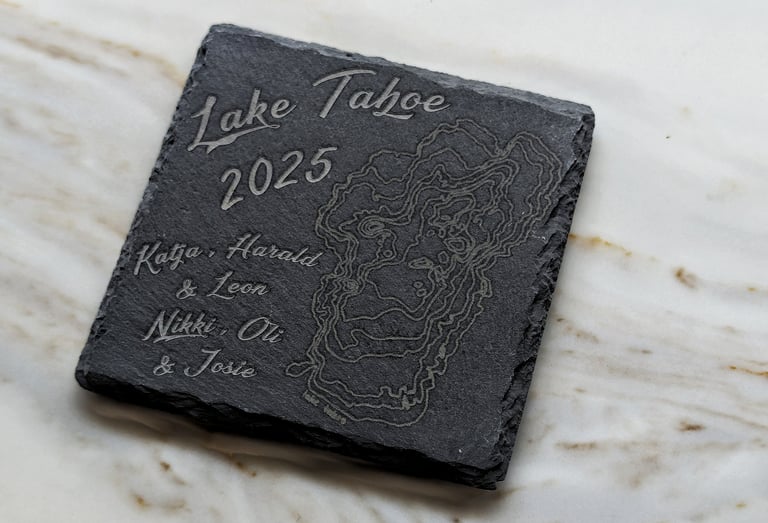 Lake Tahoe
2025
Katja, Harald
& Leon
Nikki, Oli
& Josie